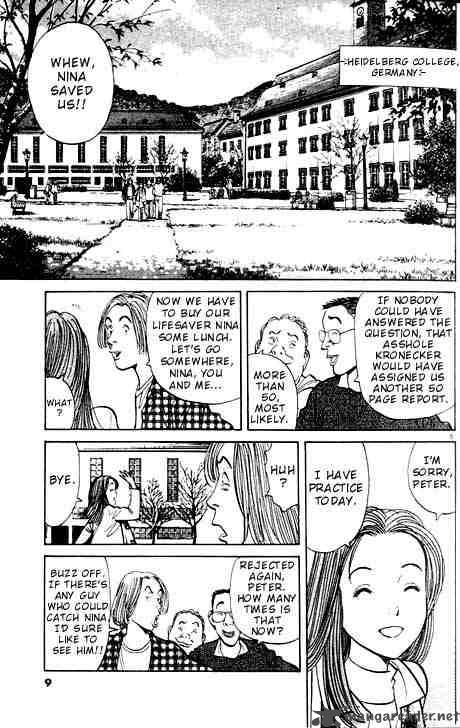 WHEW,
NINA
SAVED
US!!
:HEIDELBERG COLLEGE,
GERMANY:
IF NOBODY
COULD HAVE
ANSWERED THE
QUESTION, THAT
ASSHOLE
KRONECKER
WOULD HAVE
ASSIGNED US
ANOTHER 50
PAGE REPORT.
MORE
THAN
50,
MOST
LIKELY.
NOW WE HAVE
TO BUY OUR
LIFESAVER NINA
SOME LUNCH.
LET'S GO
SOMEWHERE,
NINA, YOU
AND ME...
WHAT
?
I'M
SORRY,
PETER.
I HAVE
PRACTICE
TODAY.
HUH
?
BYE.
REJECTED
AGAIN,
PETER.
HOW MANY
TIMES IS
THAT
NOW?
BUZZ OFF.
IF THERE'S
ANY GUY
WHO COULD
CATCH NINA,
I'D SURE
LIKE TO
SEE HIM!!
9
mangareader.net